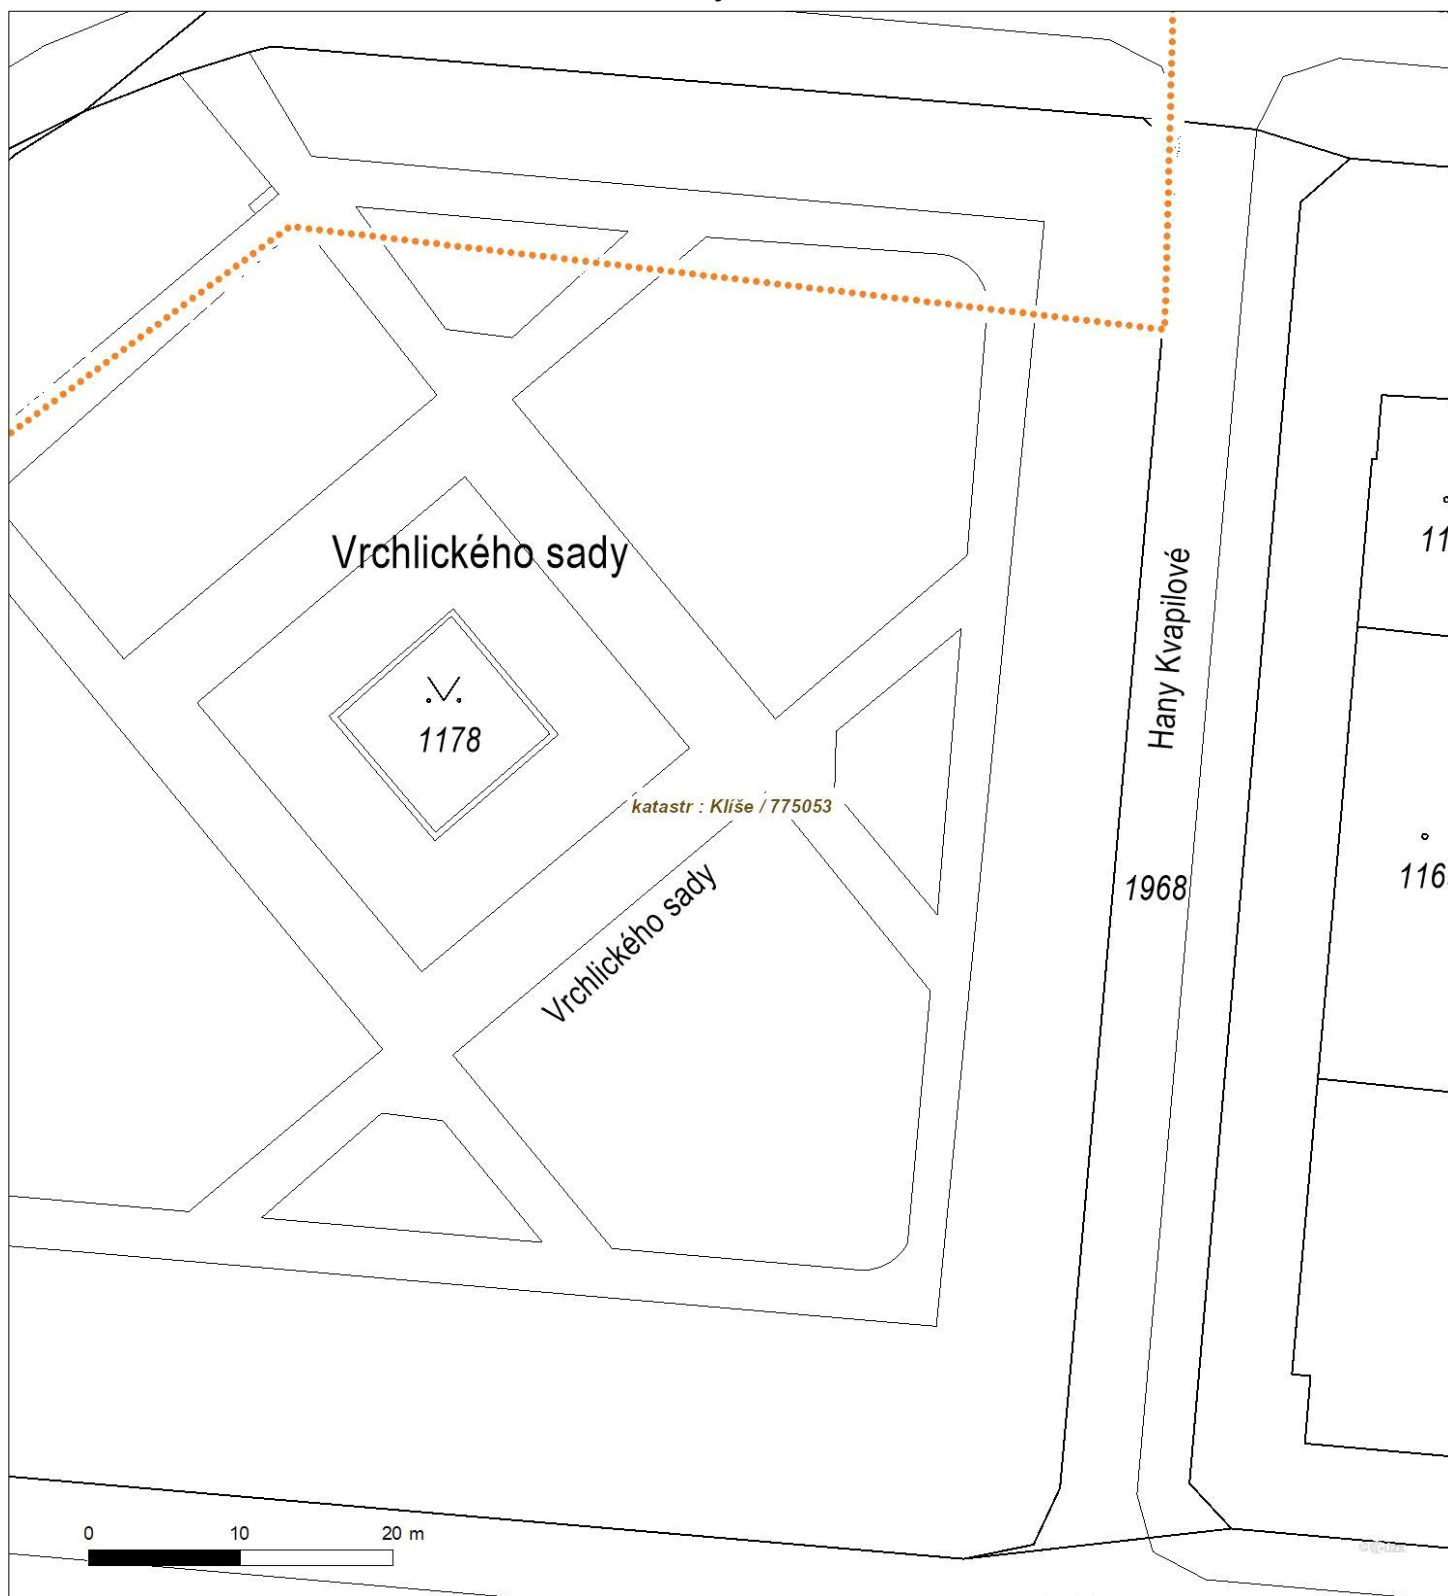 Vrchlického sady
Hany Kvapilové
1178
katastr : Klíše / 775053
Vrchlického sady
1968
0 10 20 m